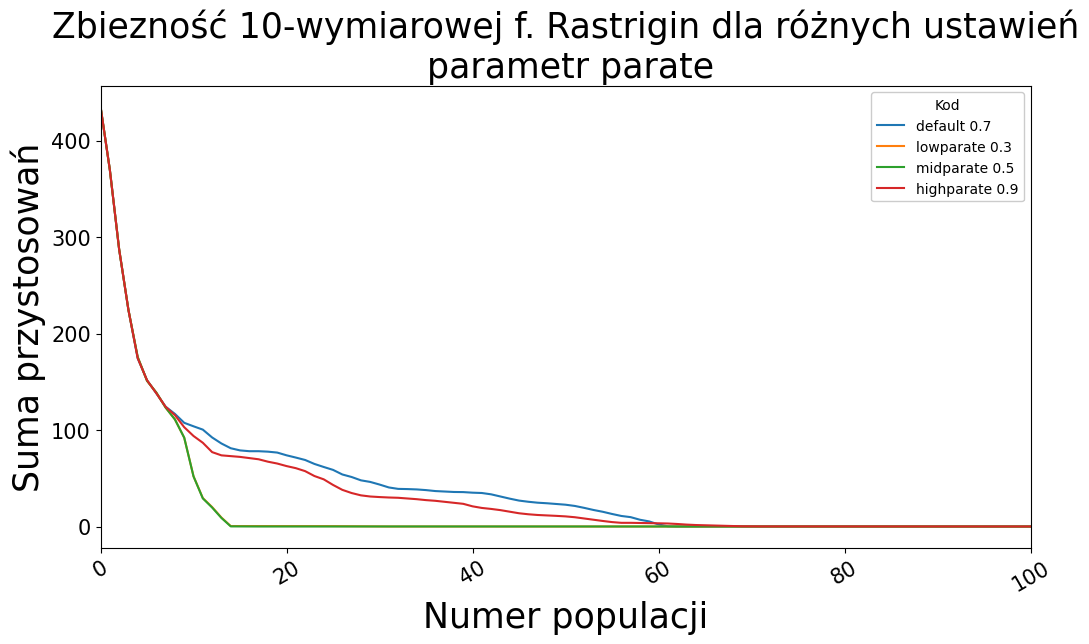 Zbiezność 10-wymiarowej f. Rastrigin dla różnych ustawień
parametr parate
Suma przystosowań
400
300
200
100
0
Kod
default 0.7
lowparate 0.3
midparate 0.5
highparate 0.9
0
20
40
60
80
100
Numer populacji